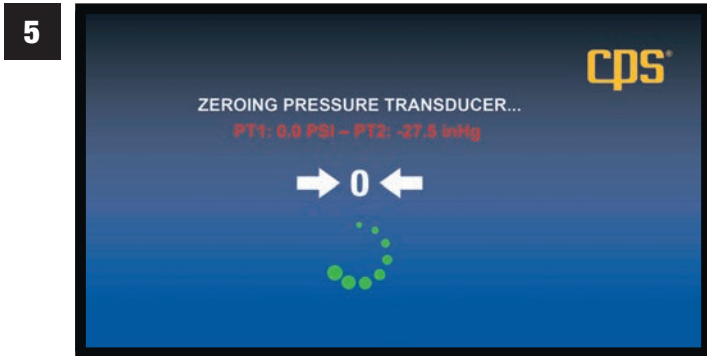 5
cps®
ZEROING PRESSURE TRANSDUCER...
PT1: 0.0 PSI – PT2: -27.5 inHg
0